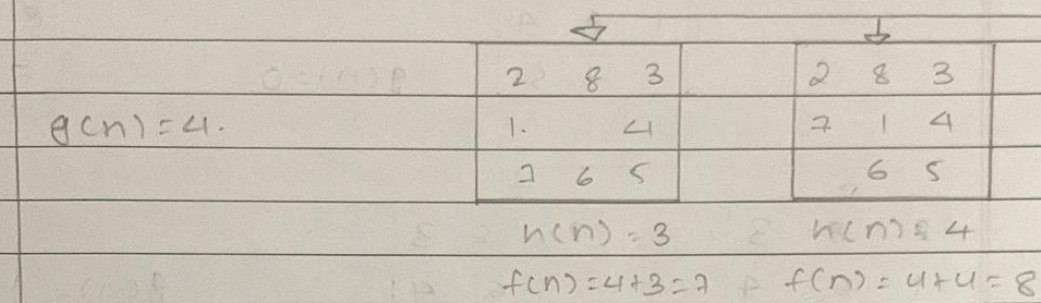 2 8 3 2 8 3
g(n)=4. 1. 4 7 1 4
7 6 5 6 5
h(n)=3 h(n)=4
f(n)=4+3=7 f(n)=4+4=8